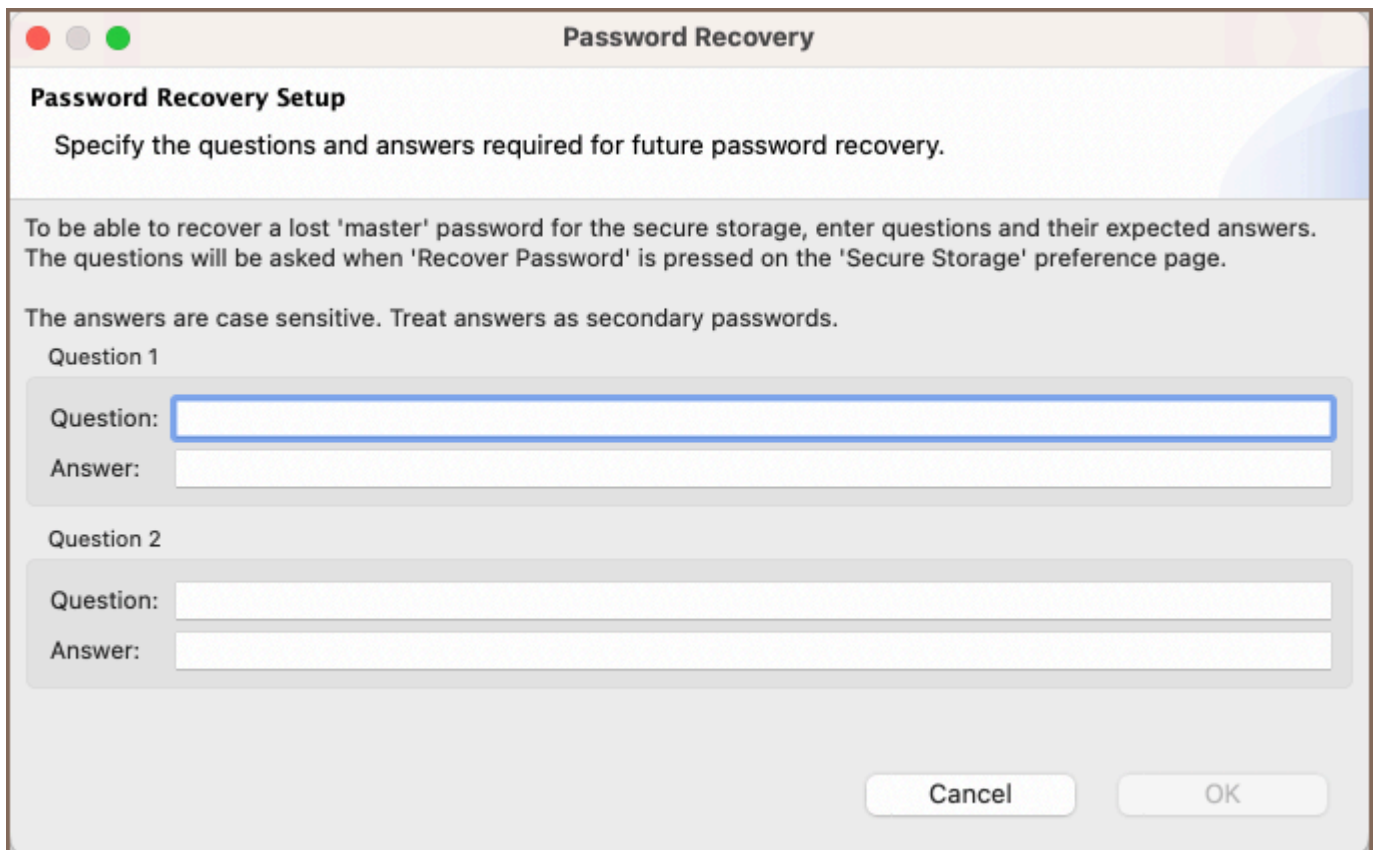 Password Recovery
Password Recovery Setup
Specify the questions and answers required for future password recovery.
To be able to recover a lost 'master' password for the secure storage, enter questions and their expected answers.
The questions will be asked when 'Recover Password' is pressed on the 'Secure Storage' preference page.
The answers are case sensitive. Treat answers as secondary passwords.
Question 1
Question:
Answer:
Question 2
Question:
Answer:
Cancel OK